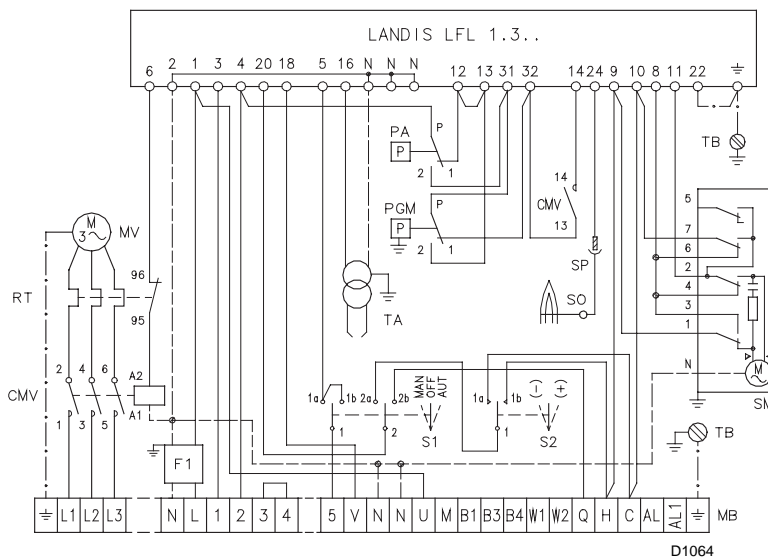 LANDIS LFL 1.3..
6 2 1 3 4 20 18 5 16 N N N 12 13 31 32 14 24 9 10 8 11 22
PA P P 2 1
TB
14 CMV 13
PGM P P 2 1
5
7
6
2
4
3
1
N
M 3 MV
SP
SO
TA
RT
96
95
M
SM
CMV
2 4 6 A2
1 3 5 A1
1a 1b 2a 2b MAN OFF AUT
1 2 S1
1a 1b (-) (+)
1 S2
TB
F1
L1 L2 L3 N L 1 2 3 4 5 V N N U M B1 B3 B4 W1 W2 Q H C AL AL1 MB
D1064